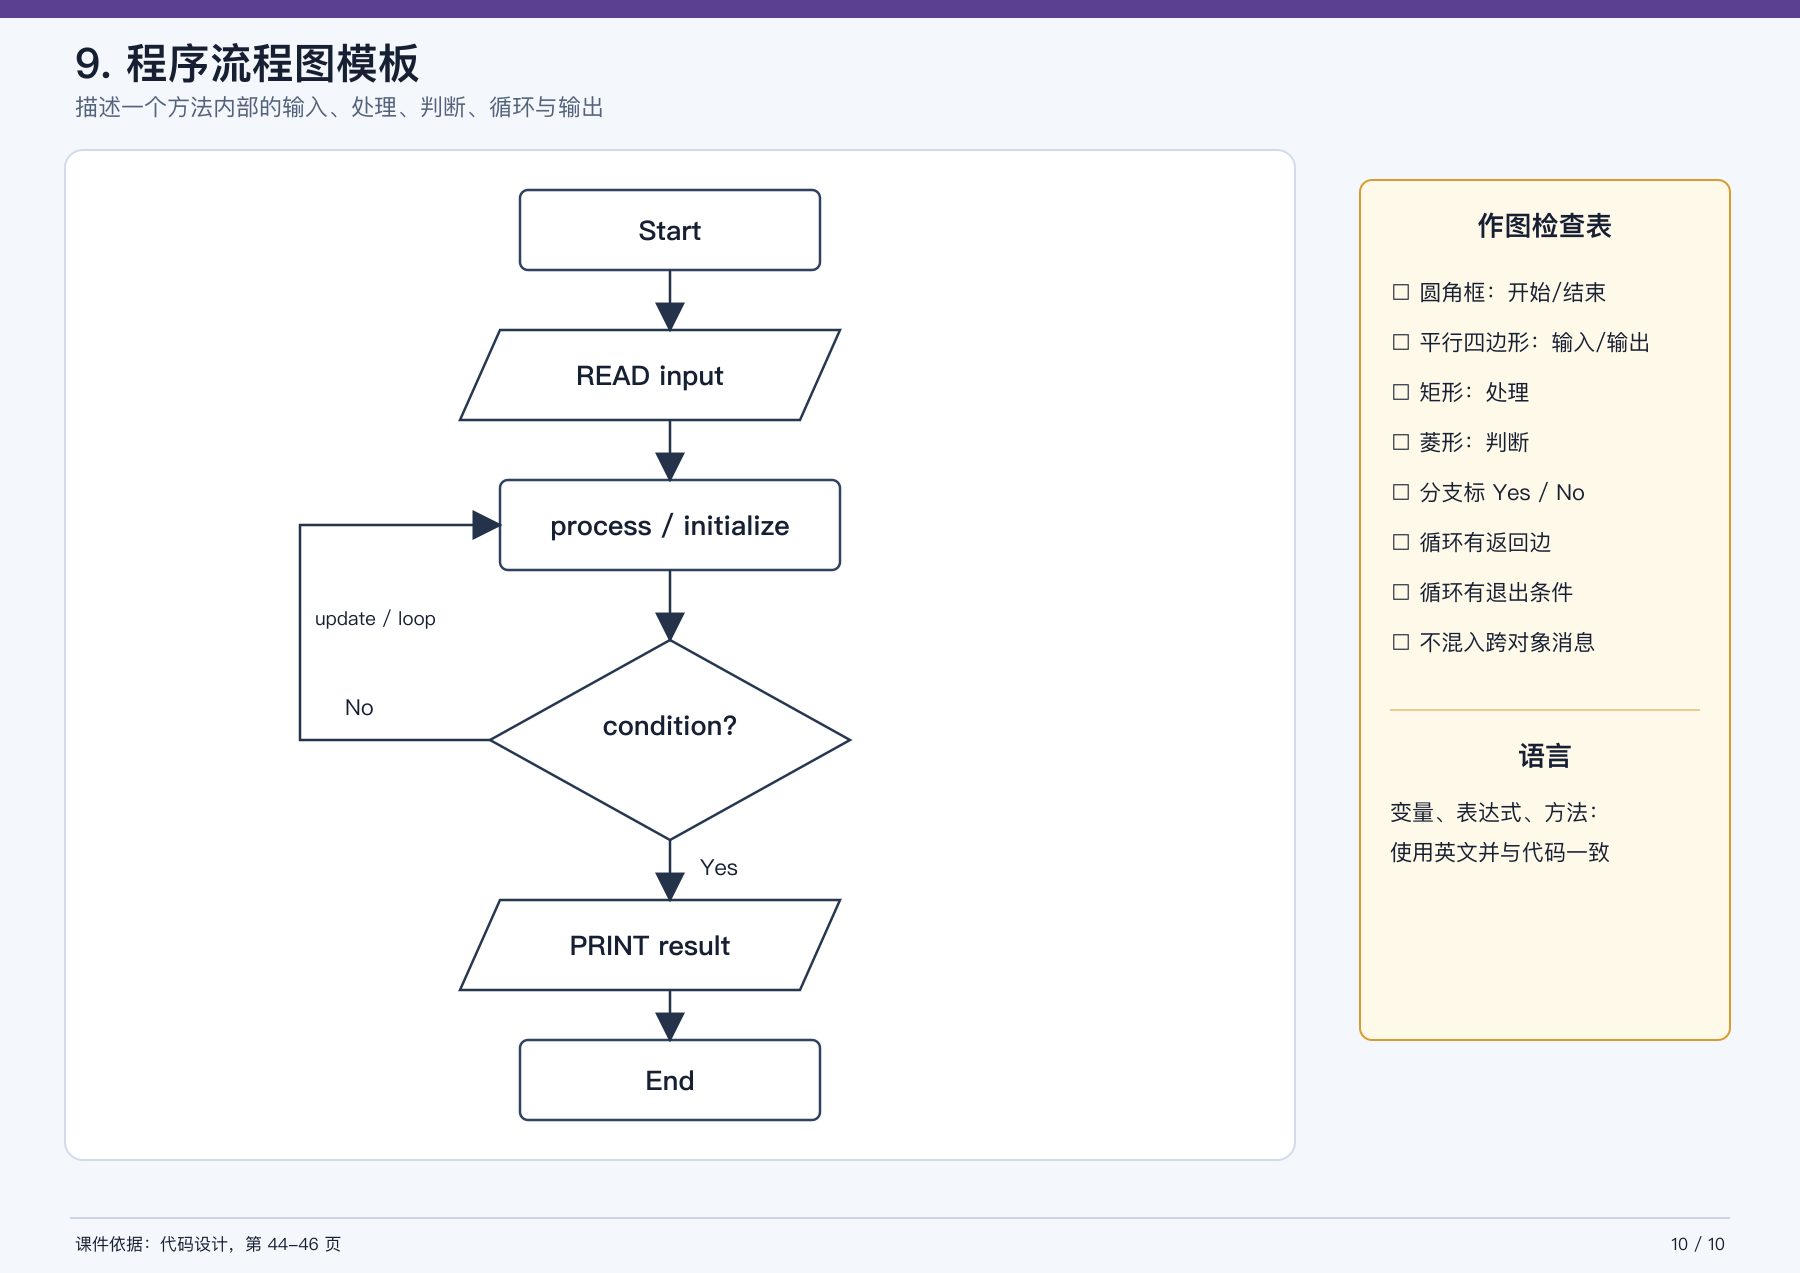 9. 程序流程图模板
描述一个方法内部的输入、处理、判断、循环与输出
Start
READ input
process / initialize
update / loop
No
condition?
Yes
PRINT result
End
作图检查表
☐ 圆角框：开始/结束
☐ 平行四边形：输入/输出
☐ 矩形：处理
☐ 菱形：判断
☐ 分支标 Yes / No
☐ 循环有返回边
☐ 循环有退出条件
☐ 不混入跨对象消息
语言
变量、表达式、方法：
使用英文并与代码一致
课件依据：代码设计，第 44–46 页
10 / 10